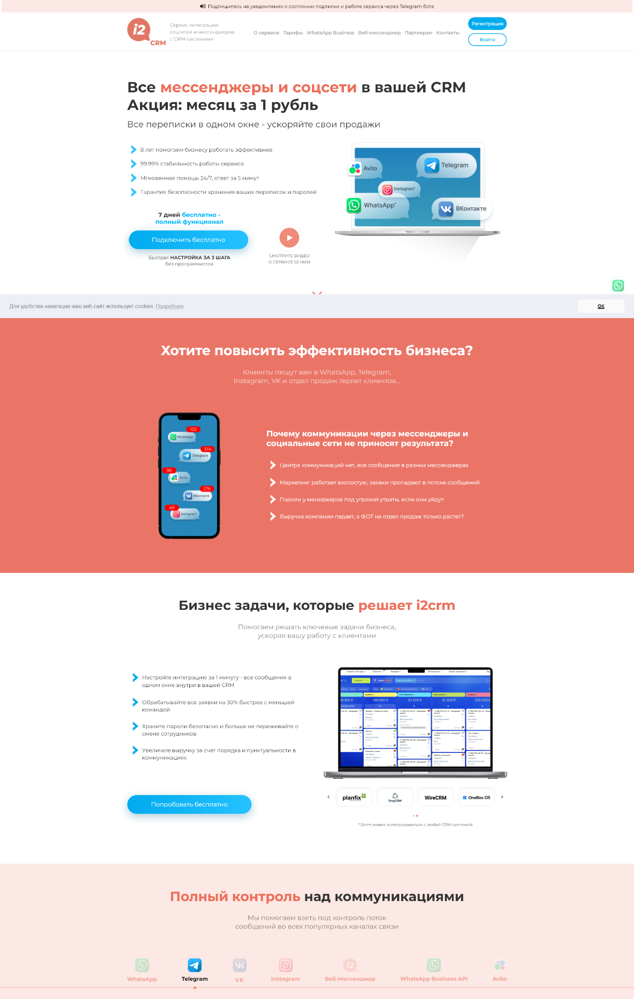 Подпишитесь на уведомления о состоянии подписки и работе сервиса через Telegram бота
i2
CRM
Сервис интеграции
соцсетей и мессенджеров
с CRM-системами
О сервисе Тарифы WhatsApp Business Веб-мессенджер Партнерам Контакты
Регистрация
Войти
Все мессенджеры и соцсети в вашей CRM
Акция: месяц за 1 рубль
Все переписки в одном окне - ускоряйте свои продажи
8 лет помогаем бизнесу работать эффективнее
99.99% стабильность работы сервиса
Мгновенная помощь 24/7, ответ за 5 минут
Гарантия безопасности хранения ваших переписок и паролей
7 дней бесплатно -
полный функционал
Подключить бесплатно
Быстрая НАСТРОЙКА ЗА 3 ШАГА
без программистов
СМОТРИТЕ ВИДЕО
О СЕРВИСЕ 1,5 МИН
Avito
Telegram
Instagram*
WhatsApp*
ВКонтакте
Для удобства навигации наш веб-сайт использует cookies Подробнее
ОК
Хотите повысить эффективность бизнеса?
Клиенты пишут вам в WhatsApp, Telegram,
Instagram, VK и отдел продаж теряет клиентов...
102
WhatsApp*
334
Telegram
98
Avito
276
ВКонтакте
49
Instagram*
Почему коммуникации через мессенджеры и
социальные сети не приносят результата?
Центра коммуникаций нет, все сообщения в разных мессенджерах
Маркетинг работает вхолостую, заявки пропадают в потоке сообщений
Пароли у менеджеров под угрозой утраты, если они уйдут
Выручка компании падает, а ФОТ на отдел продаж только растет?
Бизнес задачи, которые решает i2crm
Помогаем решать ключевые задачи бизнеса,
ускоряя вашу работу с клиентами
Настройте интеграцию за 1 минуту - все сообщения в
одном окне внутри в вашей CRM
Обрабатывайте все заявки на 30% быстрее с меньшей
командой
Храните пароли безопасно и больше не переживайте о
смене сотрудников
Увеличьте выручку за счет порядка и пунктуальности в
коммуникациях
Попробовать бесплатно
186 000 ₽
83 800 ₽
97 800 ₽
256 000
planfix
EnvyCRM
WireCRM
OneBox OS
*i2crm может интегрироваться с любой CRM системой
Полный контроль над коммуникациями
Мы помогаем взять под контроль поток
сообщений во всех популярных каналах связи
WhatsApp
Telegram
VK
Instagram
i2
Веб-Мессенджер
WhatsApp Business API
Avito